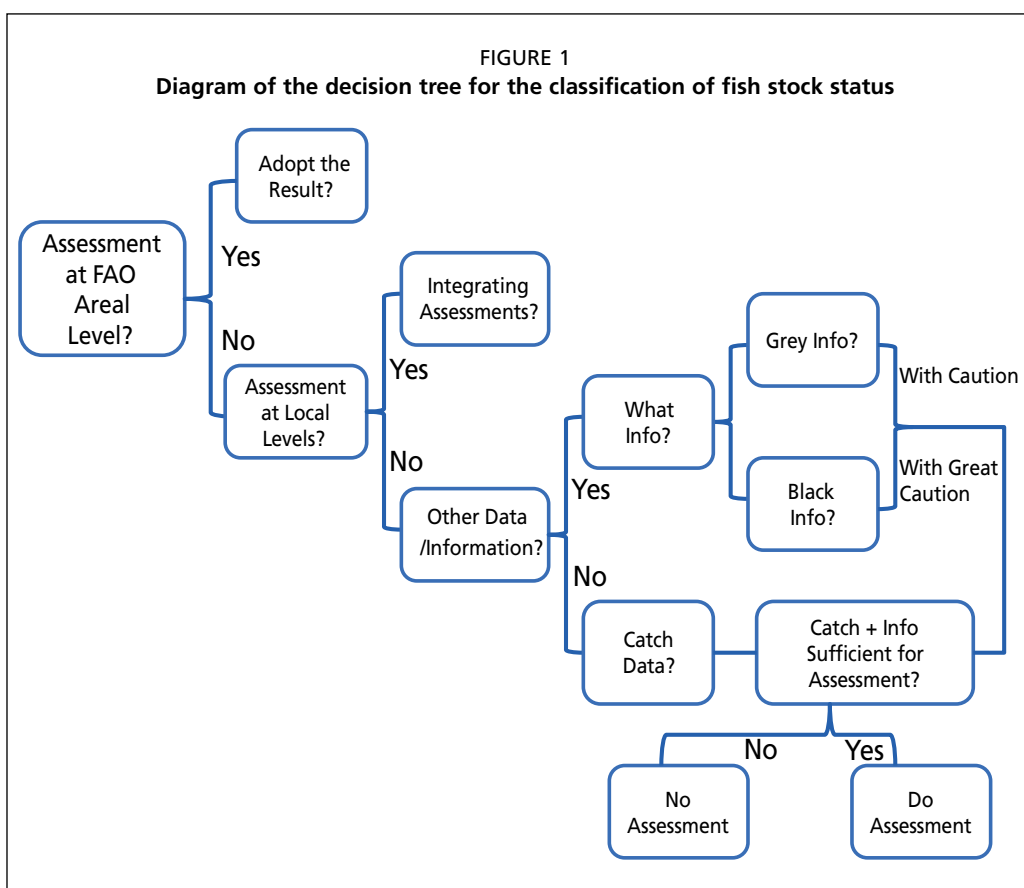 FIGURE 1
Diagram of the decision tree for the classification of fish stock status
Adopt the
Result?
Assessment
at FAO
Areal
Level?
Yes
No
Integrating
Assessments?
Assessment
at Local
Levels?
Yes
No
Grey Info?
With Caution
What
Info?
With Great
Caution
Black
Info?
Other Data
/Information?
Yes
No
Catch
Data?
Catch + Info
Sufficient for
Assessment?
No
Yes
No
Assessment
Do
Assessment